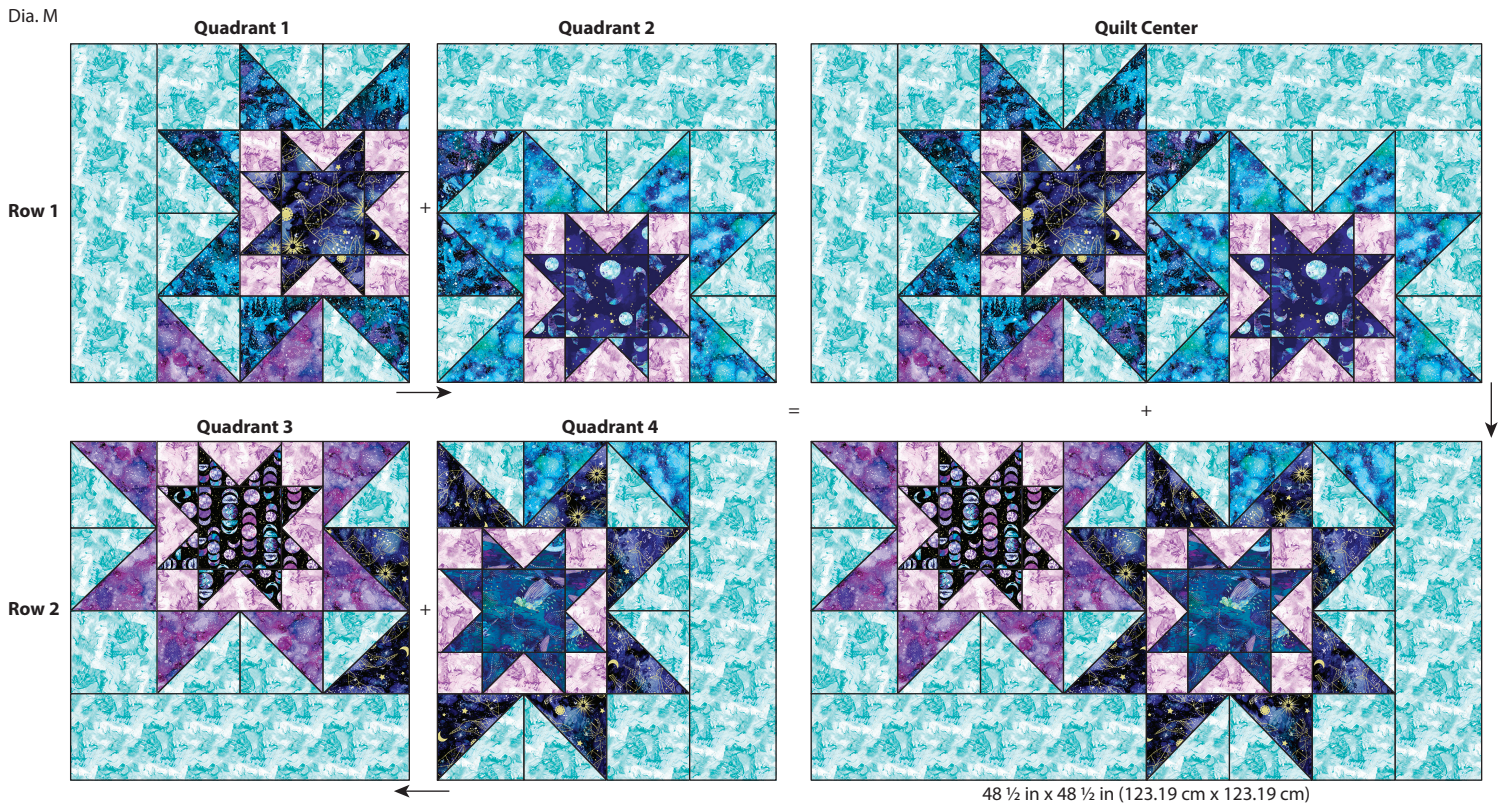 Dia. M
Quadrant 1
Quadrant 2
Quilt Center
Row 1
+
=
+
Quadrant 3
Quadrant 4
Row 2
+
48 ½ in x 48 ½ in (123.19 cm x 123.19 cm)